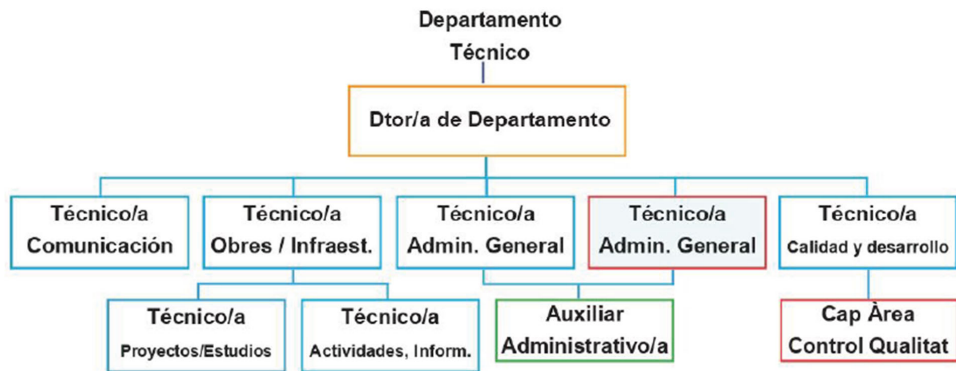 Departamento
Técnico
Dtor/a de Departamento
Técnico/a
Comunicación
Técnico/a
Obres / Infraest.
Técnico/a
Admin. General
Técnico/a
Admin. General
Técnico/a
Calidad y desarrollo
Técnico/a
Proyectos/Estudios
Técnico/a
Actividades, Inform.
Auxiliar
Administrativo/a
Cap Àrea
Control Qualitat